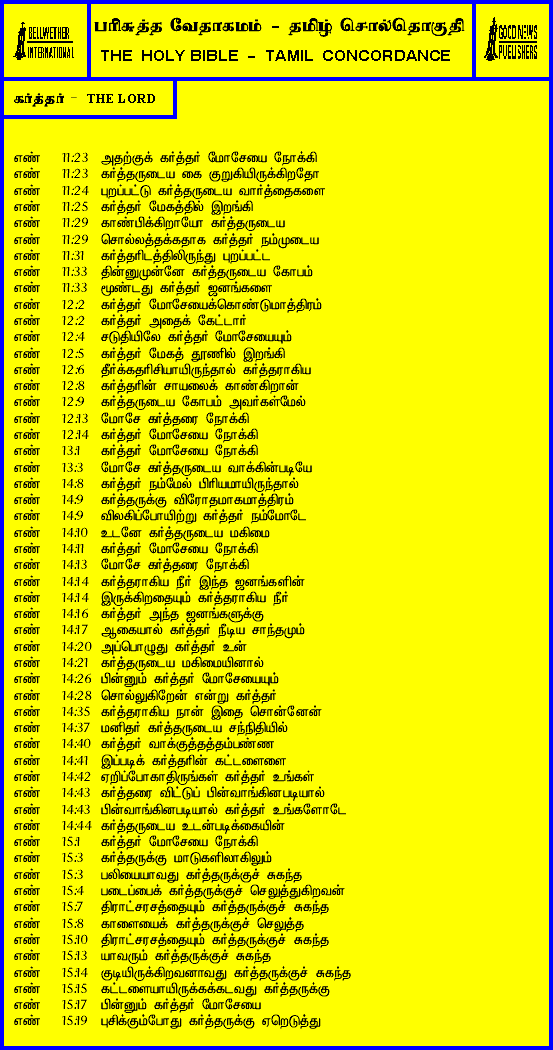 BELLWETHER
INTERNATIONAL
பரிசுத்த வேதாகமம் - தமிழ் சொல்தொகுதி
THE HOLY BIBLE - TAMIL CONCORDANCE
GOOD NEWS
PUBLISHERS
கர்த்தர் - THE LORD
எண் 11:23 அதற்குக் கர்த்தர் மோசேயை நோக்கி
எண் 11:23 கர்த்தருடைய கை குறுகியிருக்கிறதோ
எண் 11:24 புறப்பட்டு கர்த்தருடைய வார்த்தைகளை
எண் 11:25 கர்த்தர் மேகத்தில் இறங்கி
எண் 11:29 காண்பிக்கிறாயோ கர்த்தருடைய
எண் 11:29 சொல்லத்தக்கதாக கர்த்தர் நம்முடைய
எண் 11:31 கர்த்தரிடத்திலிருந்து புறப்பட்ட
எண் 11:33 தின்னுமுன்னே கர்த்தருடைய கோபம்
எண் 11:33 மூண்டது கர்த்தர் ஜனங்களை
எண் 12:2 கர்த்தர் மோசேயைக்கொண்டுமாத்திரம்
எண் 12:2 கர்த்தர் அதைக் கேட்டார்
எண் 12:4 சடுதியிலே கர்த்தர் மோசேயையும்
எண் 12:5 கர்த்தர் மேகத் தூணில் இறங்கி
எண் 12:6 தீர்க்கதரிசியாயிருந்தால் கர்த்தராகிய
எண் 12:8 கர்த்தரின் சாயலைக் காண்கிறான்
எண் 12:9 கர்த்தருடைய கோபம் அவர்கள்மேல்
எண் 12:13 மோசே கர்த்தரை நோக்கி
எண் 12:14 கர்த்தர் மோசேயை நோக்கி
எண் 13:1 கர்த்தர் மோசேயை நோக்கி
எண் 13:3 மோசே கர்த்தருடைய வாக்கின்படியே
எண் 14:8 கர்த்தர் நம்மேல் பிரியமாயிருந்தால்
எண் 14:9 கர்த்தருக்கு விரோதமாகமாத்திரம்
எண் 14:9 விலகிப்போயிற்று கர்த்தர் நம்மோடே
எண் 14:10 உடனே கர்த்தருடைய மகிமை
எண் 14:11 கர்த்தர் மோசேயை நோக்கி
எண் 14:13 மோசே கர்த்தரை நோக்கி
எண் 14:14 கர்த்தராகிய நீர் இந்த ஜனங்களின்
எண் 14:14 இருக்கிறதையும் கர்த்தராகிய நீர்
எண் 14:16 கர்த்தர் அந்த ஜனங்களுக்கு
எண் 14:17 ஆகையால் கர்த்தர் நீடிய சாந்தமும்
எண் 14:20 அப்பொழுது கர்த்தர் உன்
எண் 14:21 கர்த்தருடைய மகிமையினால்
எண் 14:26 பின்னும் கர்த்தர் மோசேயையும்
எண் 14:28 சொல்லுகிறேன் என்று கர்த்தர்
எண் 14:35 கர்த்தராகிய நான் இதை சொன்னேன்
எண் 14:37 மனிதர் கர்த்தருடைய சந்நிதியில்
எண் 14:40 கர்த்தர் வாக்குத்தத்தம்பண்ண
எண் 14:41 இப்படிக் கர்த்தரின் கட்டளைளை
எண் 14:42 ஏறிப்போகாதிருங்கள் கர்த்தர் உங்கள்
எண் 14:43 கர்த்தரை விட்டுப் பின்வாங்கினபடியால்
எண் 14:43 பின்வாங்கினபடியால் கர்த்தர் உங்களோடே
எண் 14:44 கர்த்தருடைய உடன்படிக்கையின்
எண் 15:1 கர்த்தர் மோசேயை நோக்கி
எண் 15:3 கர்த்தருக்கு மாடுகளிலாகிலும்
எண் 15:3 பலியையாவது கர்த்தருக்குச் சுகந்த
எண் 15:4 படைப்பைக் கர்த்தருக்குச் செலுத்துகிறவன்
எண் 15:7 திராட்சரசத்தையும் கர்த்தருக்குச் சுகந்த
எண் 15:8 காளையைக் கர்த்தருக்குச் செலுத்த
எண் 15:10 திராட்சரசத்தையும் கர்த்தருக்குச் சுகந்த
எண் 15:13 யாவரும் கர்த்தருக்குச் சுகந்த
எண் 15:14 குடியிருக்கிறவனாவது கர்த்தருக்குச் சுகந்த
எண் 15:15 கட்டளையாயிருக்கக்கடவது கர்த்தருக்கு
எண் 15:17 பின்னும் கர்த்தர் மோசேயை
எண் 15:19 புசிக்கும்போது கர்த்தருக்கு ஏறெடுத்து